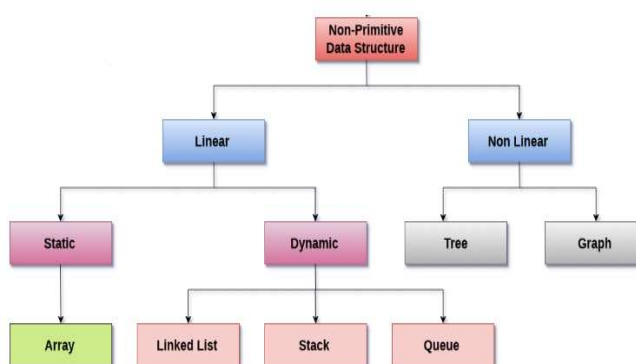 Non-Primitive
Data Structure
Linear
Non Linear
Static
Dynamic
Tree
Graph
Array
Linked List
Stack
Queue